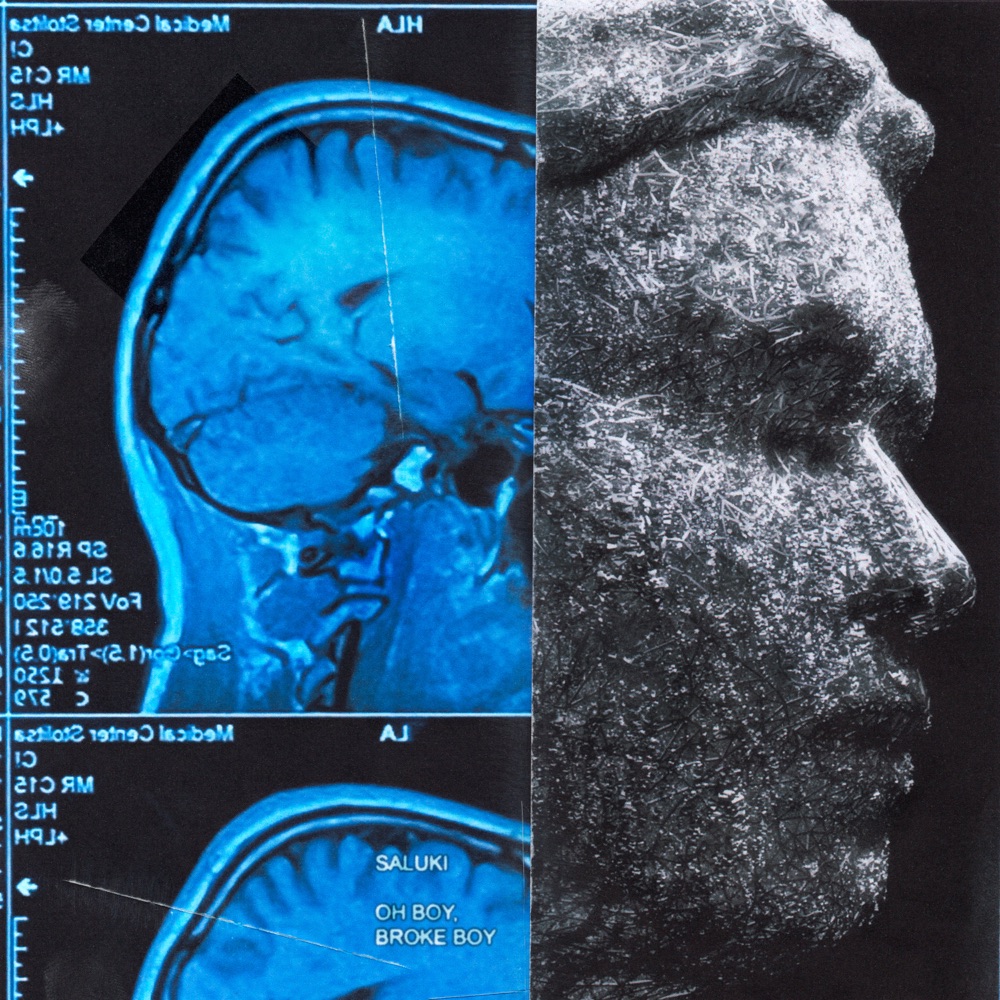 Medical Center Stolitsa
CI
MR C15
HLS
+LPH
HLA
SP R16.6
SL 5.0/1.0/.5
FoV 219*250
358*512 I
Sag>Cor(1.5)>Tra(0.5)
W 1250
C 579
Medical Center Stolitsa
CI
MR C15
HLS
+LPH
LA
SALUKI
OH BOY,
BROKE BOY